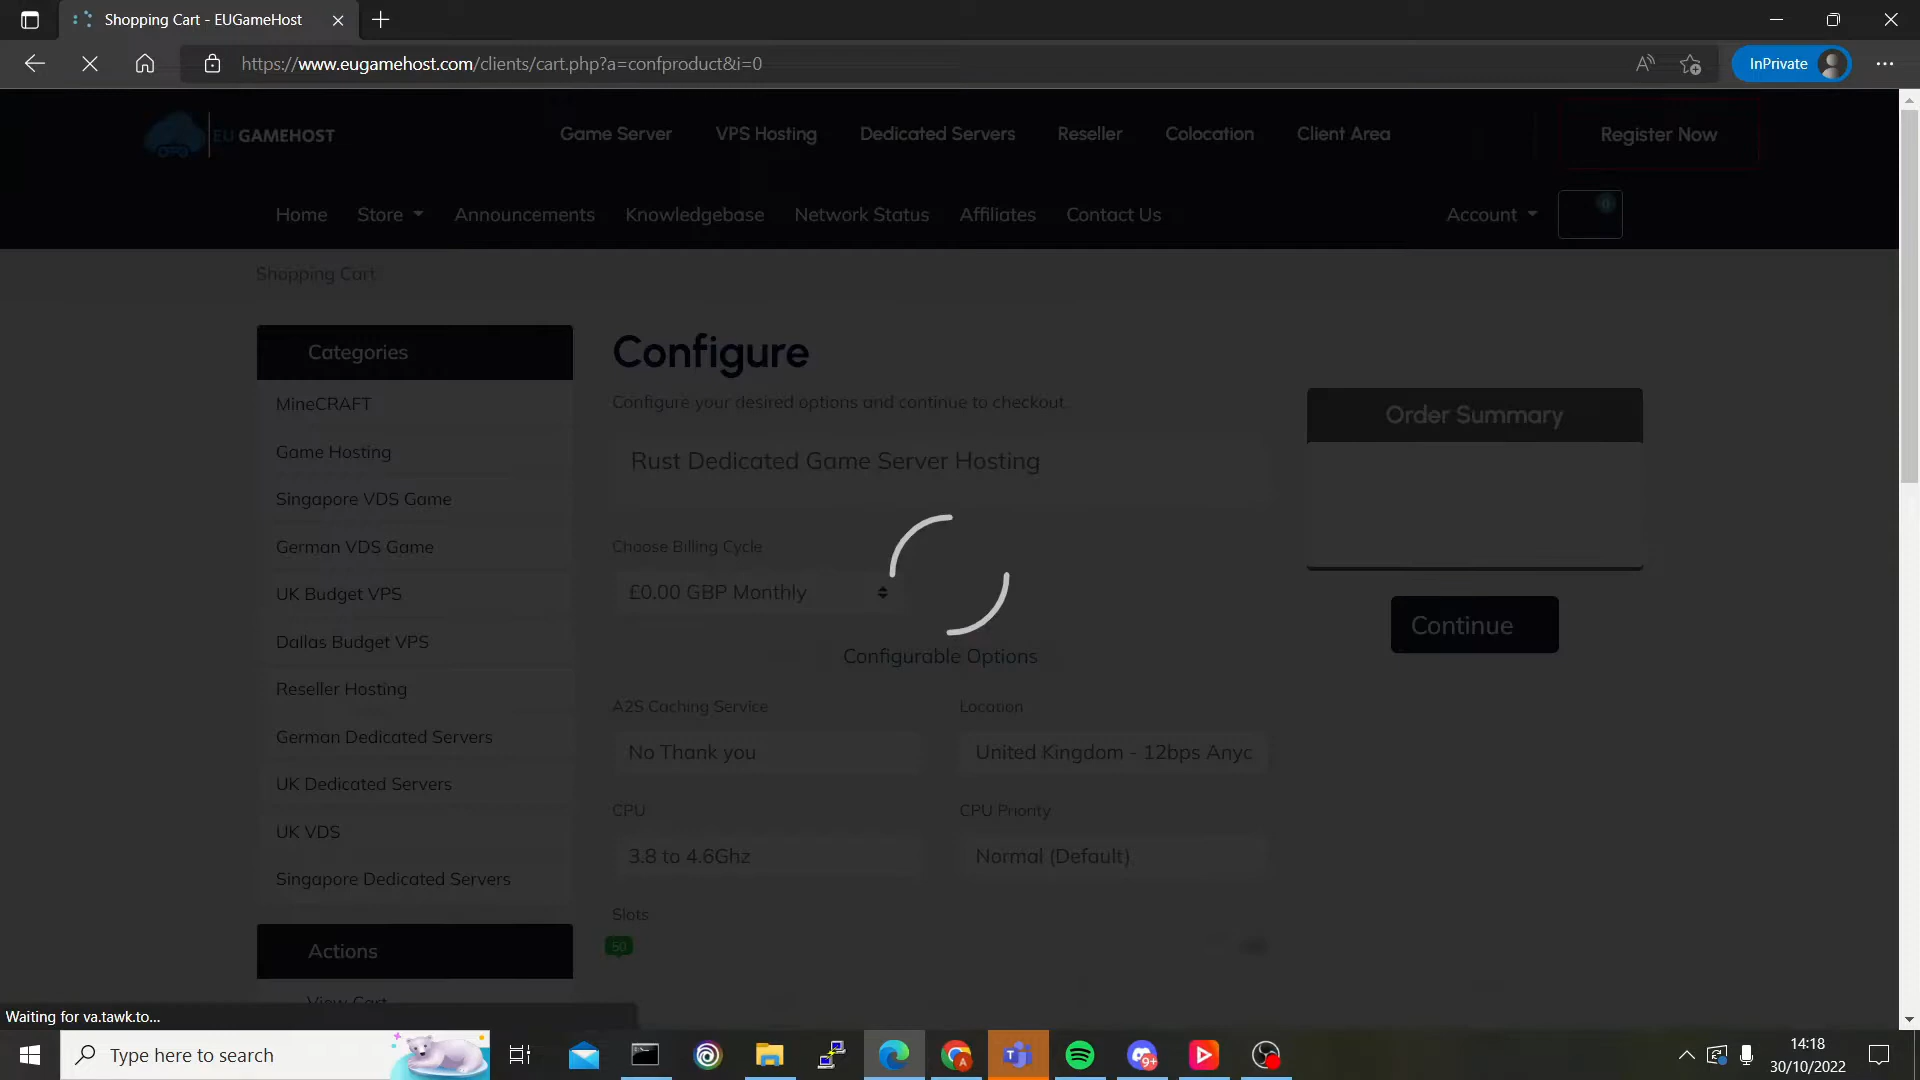 Shopping Cart - EUGameHost
https://www.eugamehost.com/clients/cart.php?a=confproduct&i=0
InPrivate
EU GAMEHOST
Game Server
VPS Hosting
Dedicated Servers
Reseller
Colocation
Client Area
Register Now
Home
Store
Announcements
Knowledgebase
Network Status
Affiliates
Contact Us
Account
0
Shopping Cart
Categories
MineCRAFT
Game Hosting
Singapore VDS Game
German VDS Game
UK Budget VPS
Dallas Budget VPS
Reseller Hosting
German Dedicated Servers
UK Dedicated Servers
UK VDS
Singapore Dedicated Servers
Actions
View Cart
Configure
Configure your desired options and continue to checkout.
Rust Dedicated Game Server Hosting
Choose Billing Cycle
£0.00 GBP Monthly
Configurable Options
A2S Caching Service
Location
No Thank you
United Kingdom - 12bps Anyc
CPU
CPU Priority
3.8 to 4.6Ghz
Normal (Default)
Slots
50
Order Summary
Continue
Waiting for va.tawk.to...
Type here to search
A
9+
14:18
30/10/2022